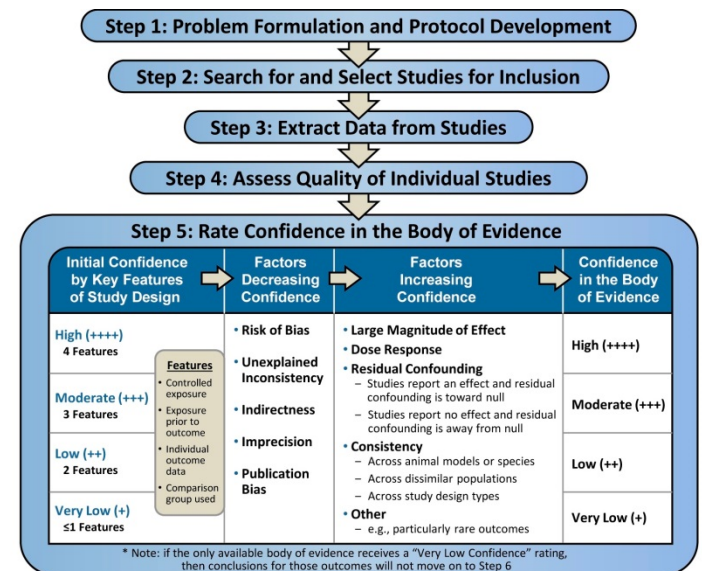 Step 1: Problem Formulation and Protocol Development
Step 2: Search for and Select Studies for Inclusion
Step 3: Extract Data from Studies
Step 4: Assess Quality of Individual Studies
Step 5: Rate Confidence in the Body of Evidence
Initial Confidence
by Key Features
of Study Design
Factors
Decreasing
Confidence
Factors
Increasing
Confidence
Confidence
in the Body
of Evidence
High (++++)
4 Features
Moderate (+++)
3 Features
Low (++)
2 Features
Very Low (+)
≤1 Features
Features
• Controlled
exposure
• Exposure
prior to
outcome
• Individual
outcome
data
• Comparison
group used
• Risk of Bias
• Unexplained
Inconsistency
• Indirectness
• Imprecision
• Publication
Bias
• Large Magnitude of Effect
• Dose Response
• Residual Confounding
– Studies report an effect and residual
confounding is toward null
– Studies report no effect and residual
confounding is away from null
• Consistency
– Across animal models or species
– Across dissimilar populations
– Across study design types
• Other
– e.g., particularly rare outcomes
High (++++)
Moderate (+++)
Low (++)
Very Low (+)
* Note: if the only available body of evidence receives a “Very Low Confidence” rating,
then conclusions for those outcomes will not move on to Step 6